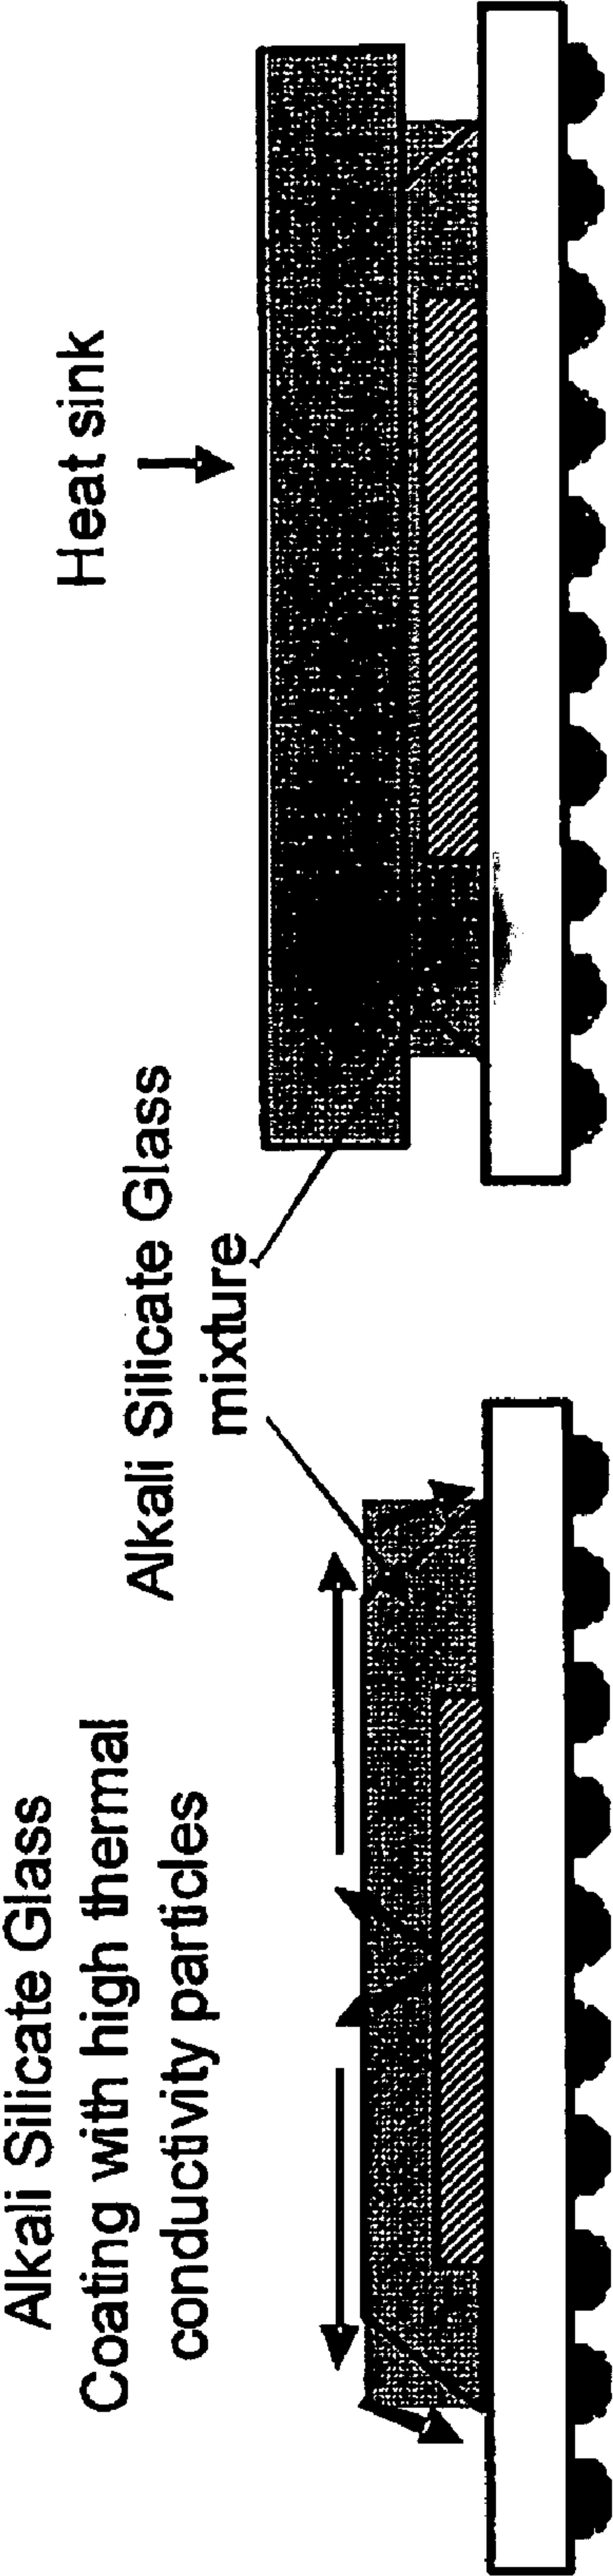 Alkali Silicate Glass
Coating with high thermal
conductivity particles
Alkali Silicate Glass
mixture
Heat sink